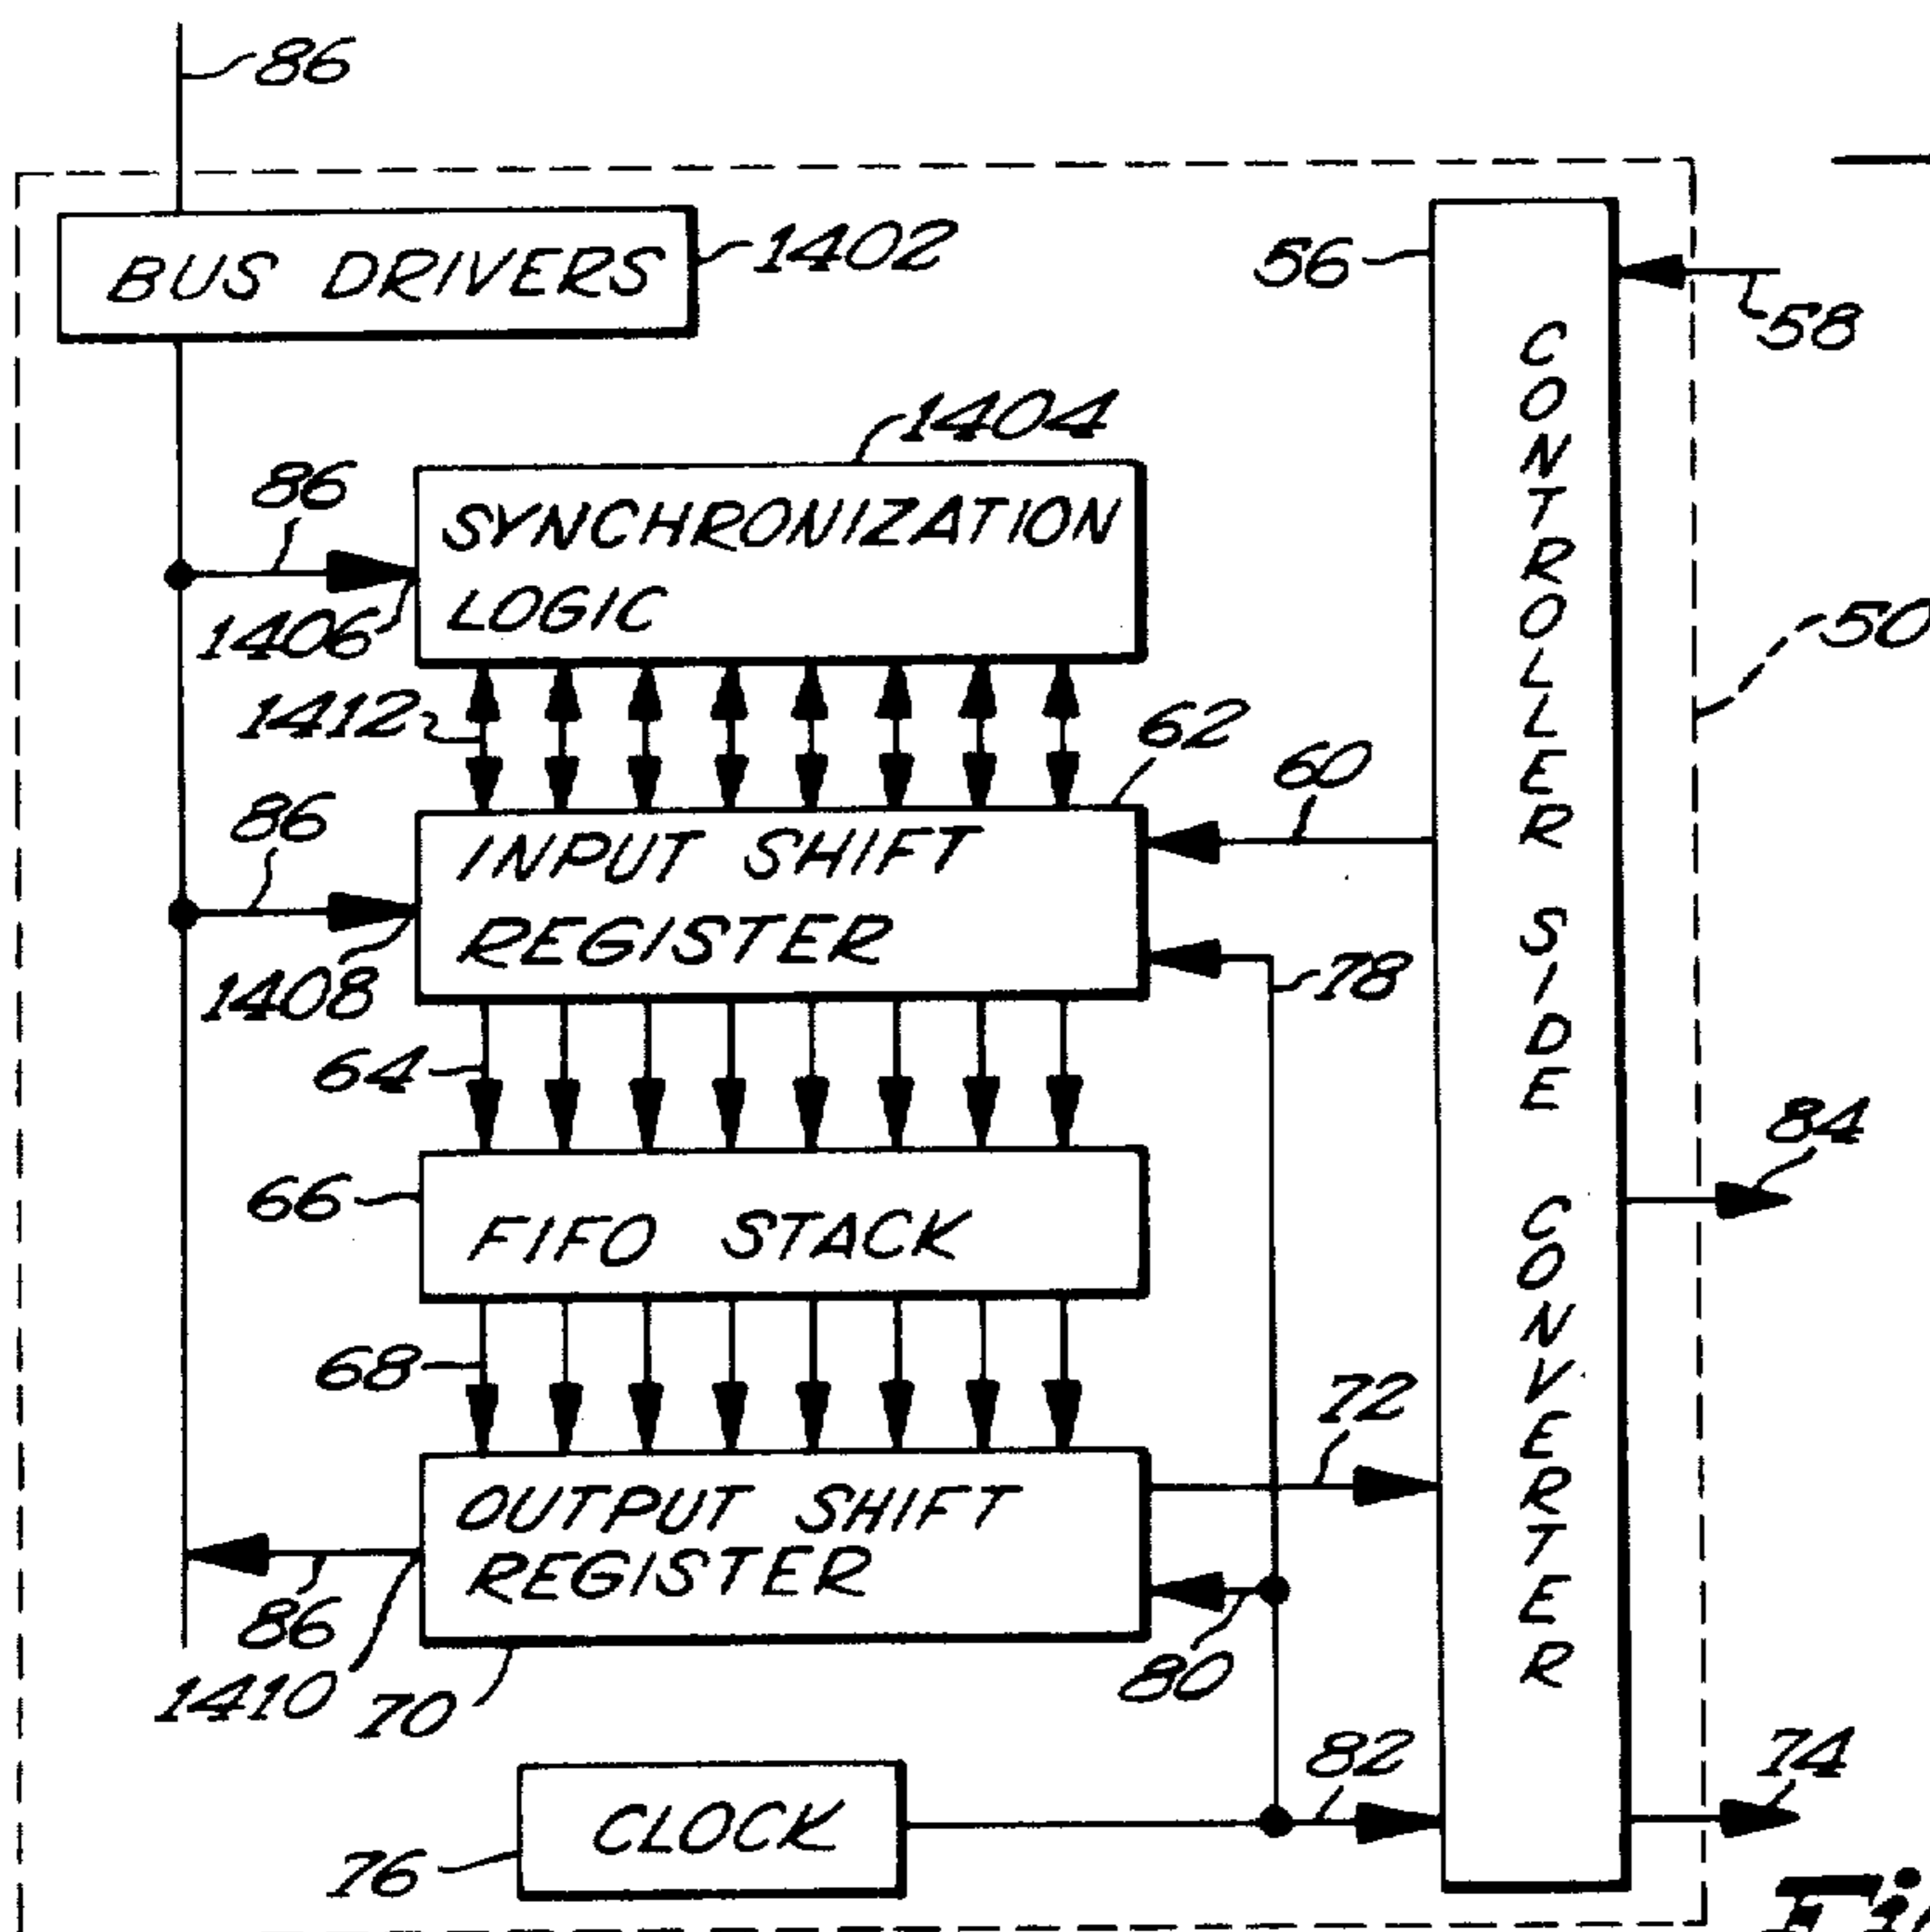 86
BUS DRIVERS
1402
56
58
1404
86
SYNCHRONIZATION
LOGIC
1406
50
1412
62
60
86
INPUT SHIFT
REGISTER
1408
78
64
84
66
FIFO STACK
68
72
OUTPUT SHIFT
REGISTER
86
1410
70
80
82
74
CLOCK
76
CONTROLLER SIDE CONVERTER